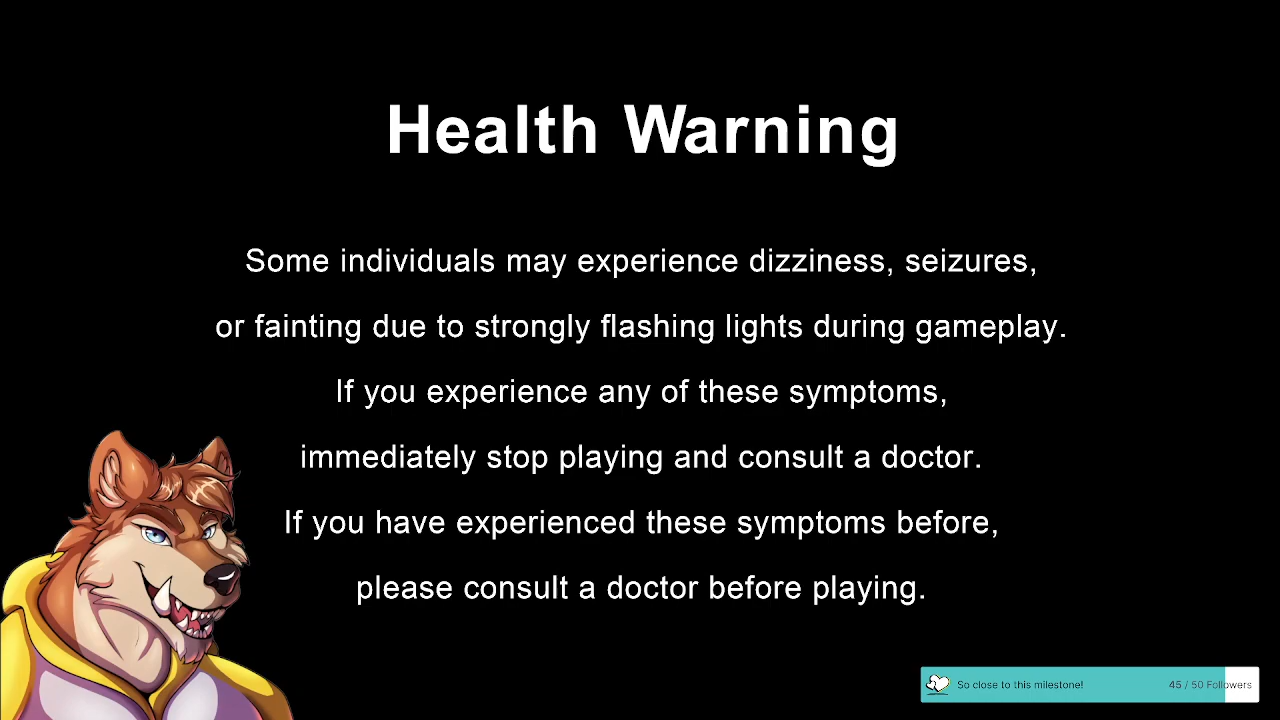 Health Warning
Some individuals may experience dizziness, seizures,
or fainting due to strongly flashing lights during gameplay.
If you experience any of these symptoms,
immediately stop playing and consult a doctor.
If you have experienced these symptoms before,
please consult a doctor before playing.
So close to this milestone! 45 / 50 Followers